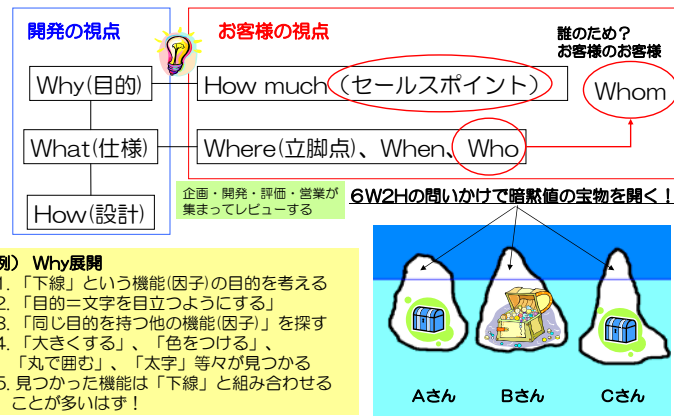 開発の視点
お客様の視点
誰のため？
お客様のお客様
Why(目的)
How much（セールスポイント）
Whom
What(仕様)
Where(立脚点)、When、Who
How(設計)
企画・開発・評価・営業が
集まってレビューする
6W2Hの問いかけで暗黙値の宝物を開く！
例） Why展開
1. 「下線」という機能(因子)の目的を考える
2. 「目的＝文字を目立つようにする」
3. 「同じ目的を持つ他の機能(因子)」を探す
4. 「大きくする」、「色をつける」、
「丸で囲む」、「太字」等々が見つかる
5. 見つかった機能は「下線」と組み合わせる
ことが多いはず！
Aさん
Bさん
Cさん